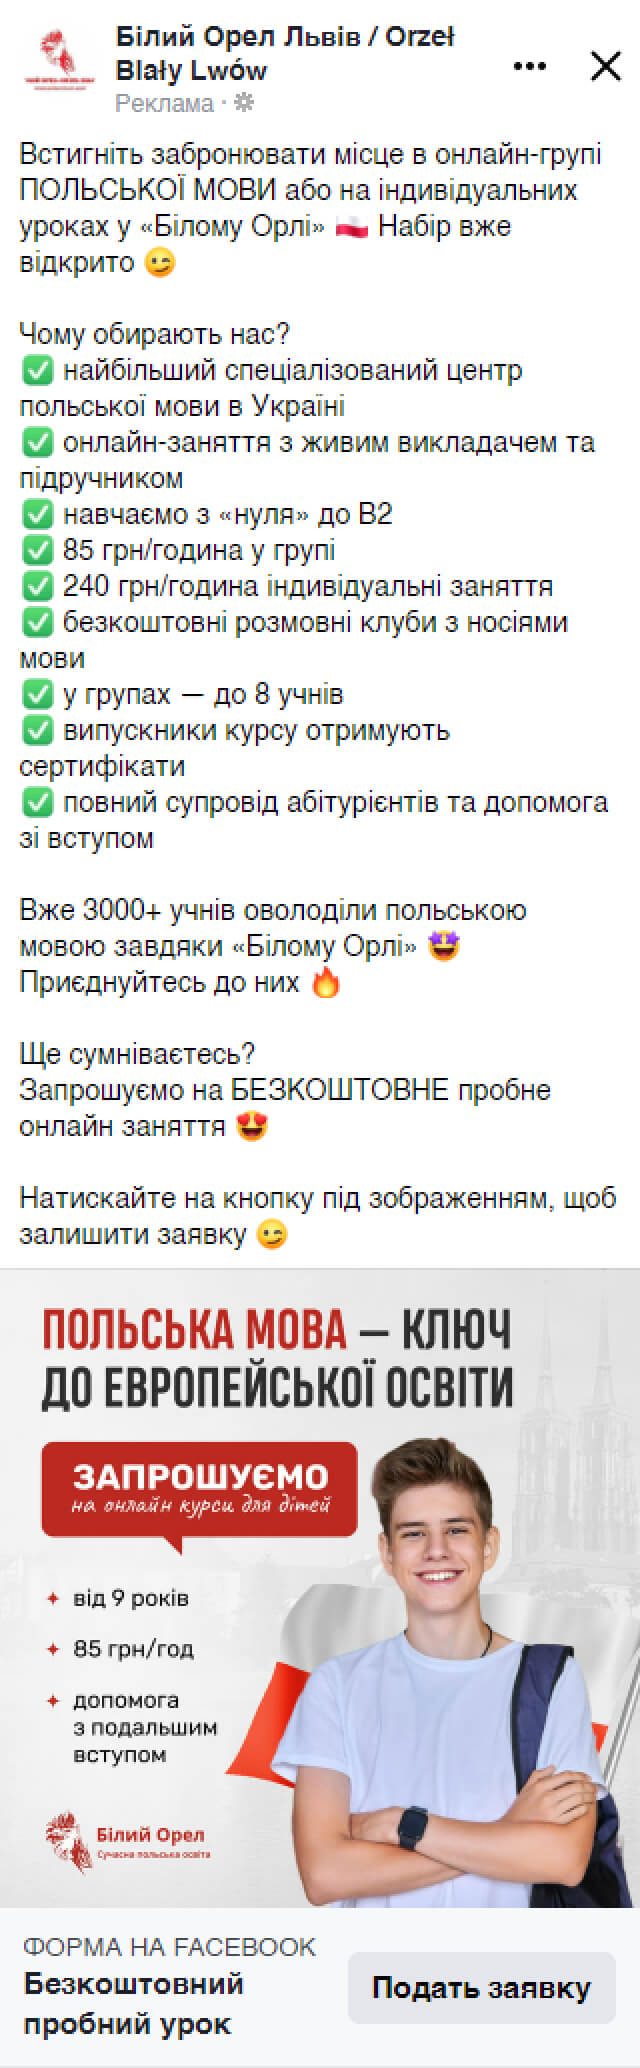 Білий Орел Львів / Orzeł
Blały Lwów
Реклама ·
Встигніть забронювати місце в онлайн-групі
ПОЛЬСЬКОЇ МОВИ або на індивідуальних
уроках у «Білому Орлі» 🇵🇱 Набір вже
відкрито 😉
Чому обирають нас?
✅ найбільший спеціалізований центр
польської мови в Україні
✅ онлайн-заняття з живим викладачем та
підручником
✅ навчаємо з «нуля» до B2
✅ 85 грн/година у групі
✅ 240 грн/година індивідуальні заняття
✅ безкоштовні розмовні клуби з носіями
мови
✅ у групах — до 8 учнів
✅ випускники курсу отримують
сертифікати
✅ повний супровід абітурієнтів та допомога
зі вступом
Вже 3000+ учнів оволоділи польською
мовою завдяки «Білому Орлі» 🤩
Приєднуйтесь до них 🔥
Ще сумніваєтесь?
Запрошуємо на БЕЗКОШТОВНЕ пробне
онлайн заняття 😍
Натискайте на кнопку під зображенням, щоб
залишити заявку 😉
ПОЛЬСЬКА МОВА – КЛЮЧ
ДО ЕВРОПЕЙСЬКОЇ ОСВІТИ
ЗАПРОШУЄМО
на онлайн курси для дітей
від 9 років
85 грн/год
допомога
з подальшим
вступом
Білий Орел
Сучасна польська освіта
ФОРМА НА FACEBOOK
Безкоштовний
пробний урок
Подать заявку